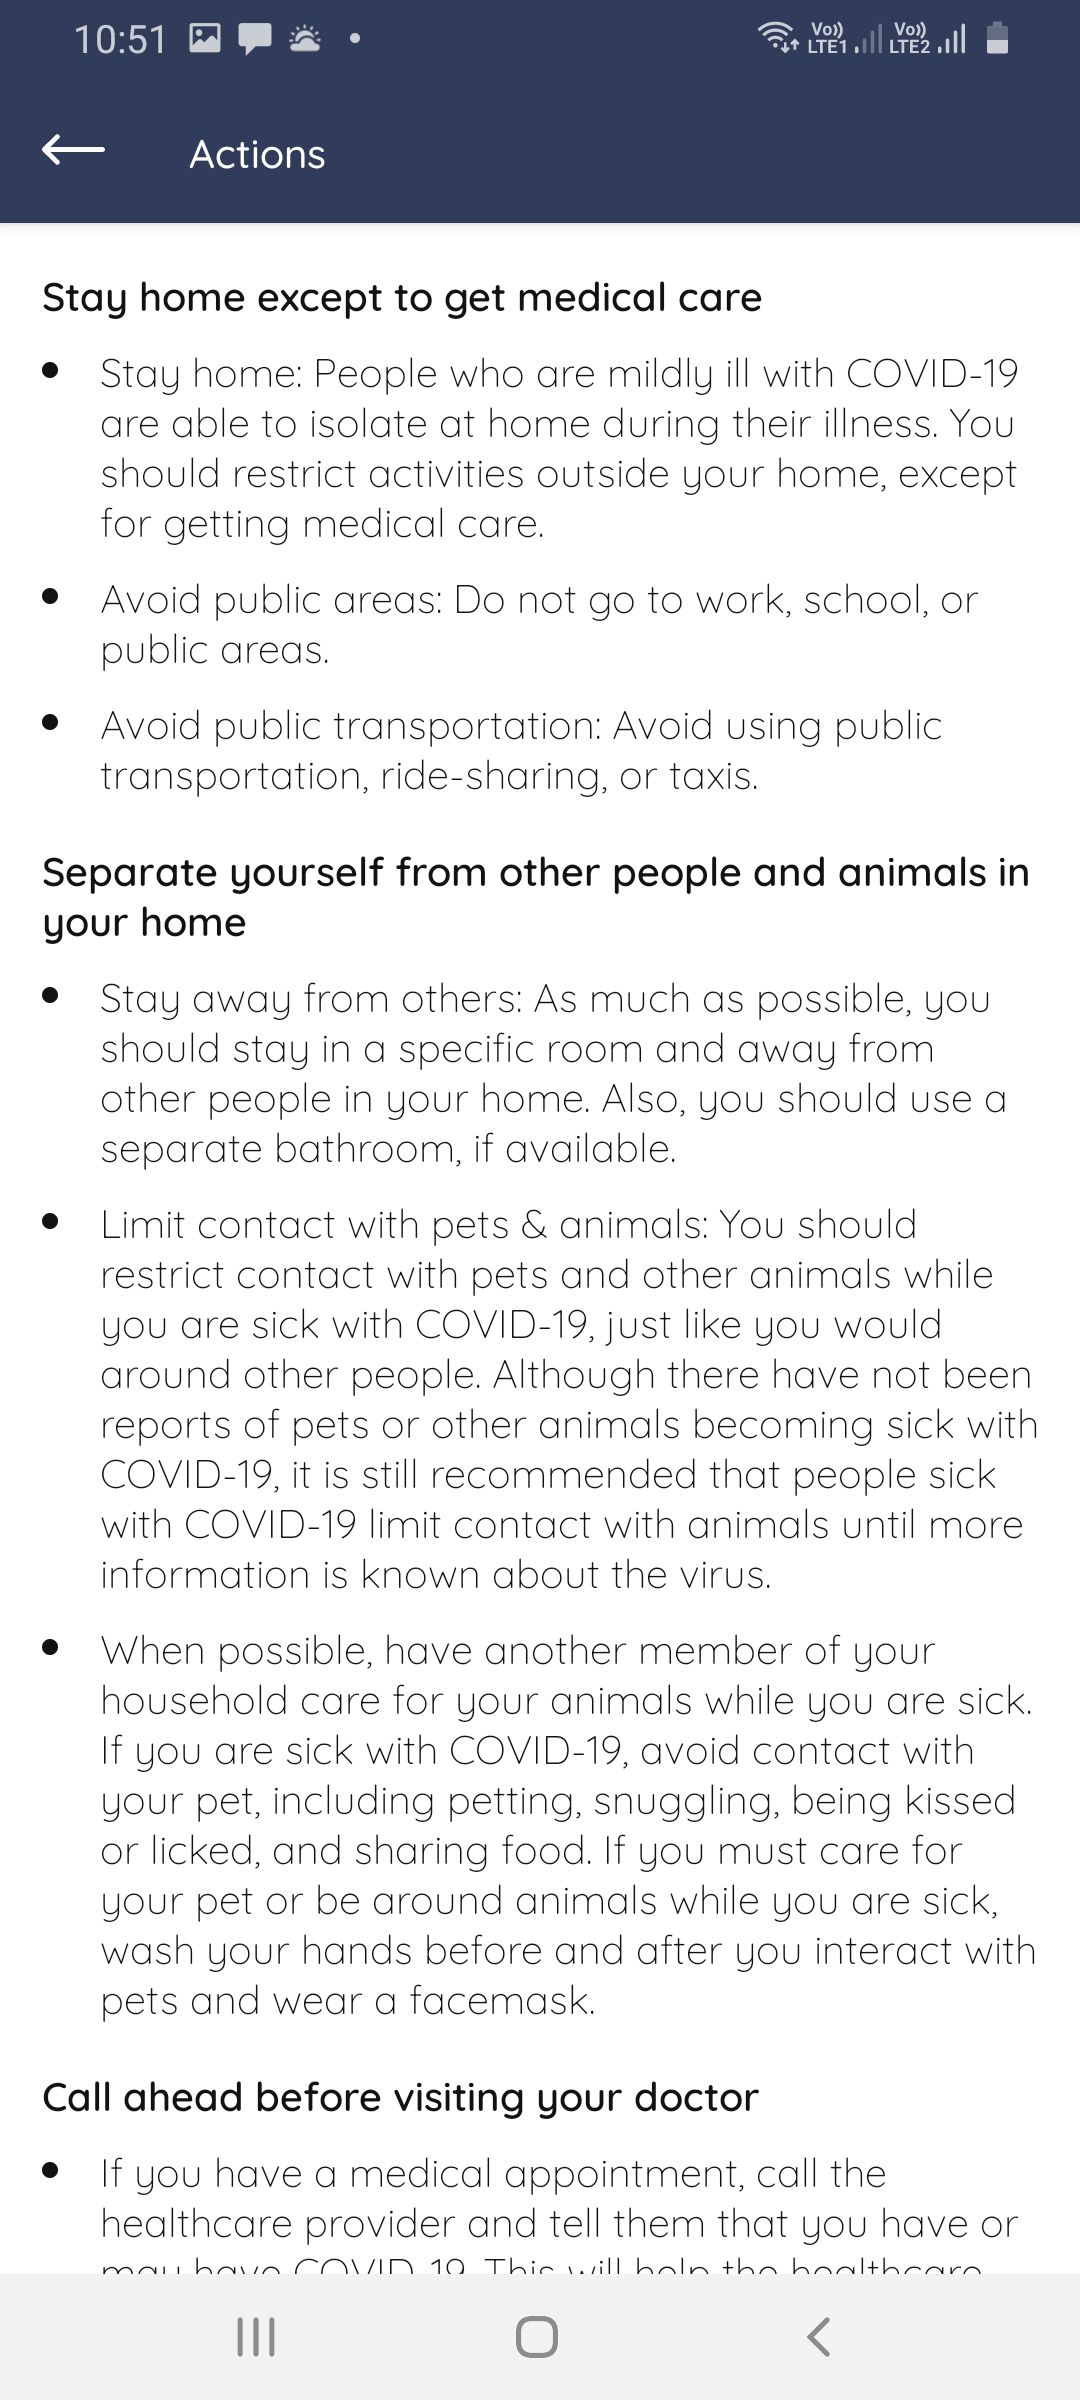 10:51
Vo)) LTE1 Vo)) LTE2
Actions
Stay home except to get medical care
• Stay home: People who are mildly ill with COVID-19
are able to isolate at home during their illness. You
should restrict activities outside your home, except
for getting medical care.
• Avoid public areas: Do not go to work, school, or
public areas.
• Avoid public transportation: Avoid using public
transportation, ride-sharing, or taxis.
Separate yourself from other people and animals in
your home
• Stay away from others: As much as possible, you
should stay in a specific room and away from
other people in your home. Also, you should use a
separate bathroom, if available.
• Limit contact with pets & animals: You should
restrict contact with pets and other animals while
you are sick with COVID-19, just like you would
around other people. Although there have not been
reports of pets or other animals becoming sick with
COVID-19, it is still recommended that people sick
with COVID-19 limit contact with animals until more
information is known about the virus.
• When possible, have another member of your
household care for your animals while you are sick.
If you are sick with COVID-19, avoid contact with
your pet, including petting, snuggling, being kissed
or licked, and sharing food. If you must care for
your pet or be around animals while you are sick,
wash your hands before and after you interact with
pets and wear a facemask.
Call ahead before visiting your doctor
• If you have a medical appointment, call the
healthcare provider and tell them that you have or
may have COVID-19. This will help the healthcare